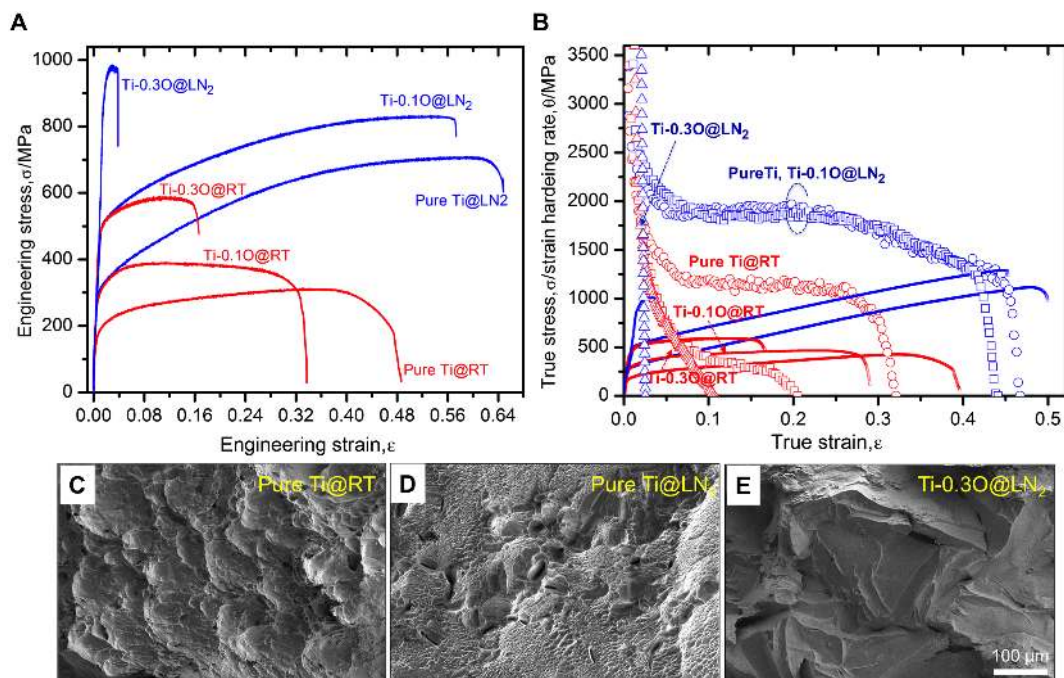 A
Engineering stress,σ/MPa
1000
800
600
400
200
0
0.00 0.08 0.16 0.24 0.32 0.40 0.48 0.56 0.64
Engineering strain,ε
Ti-0.3O@LN2
Ti-0.1O@LN2
Ti-0.3O@RT
Pure Ti@LN2
Ti-0.1O@RT
Pure Ti@RT
B
True stress,σ/strain hardeing rate,θ/MPa
3500
3000
2500
2000
1500
1000
500
0
0.0 0.1 0.2 0.3 0.4 0.5
True strain,ε
Ti-0.3O@LN2
PureTi, Ti-0.1O@LN2
Pure Ti@RT
Ti-0.1O@RT
Ti-0.3O@RT
C Pure Ti@RT
D Pure Ti@LN2
E Ti-0.3O@LN2
100 μm